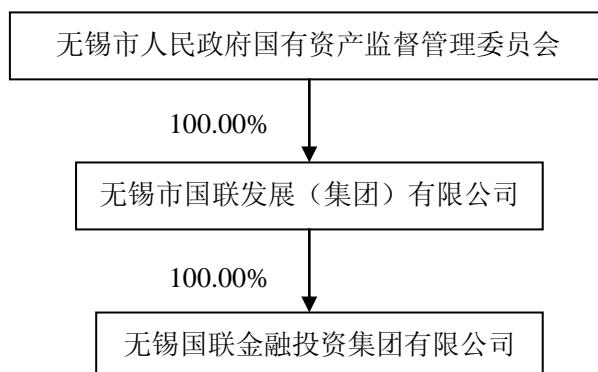 无锡市人民政府国有资产监督管理委员会
100.00%
无锡市国联发展（集团）有限公司
100.00%
无锡国联金融投资集团有限公司